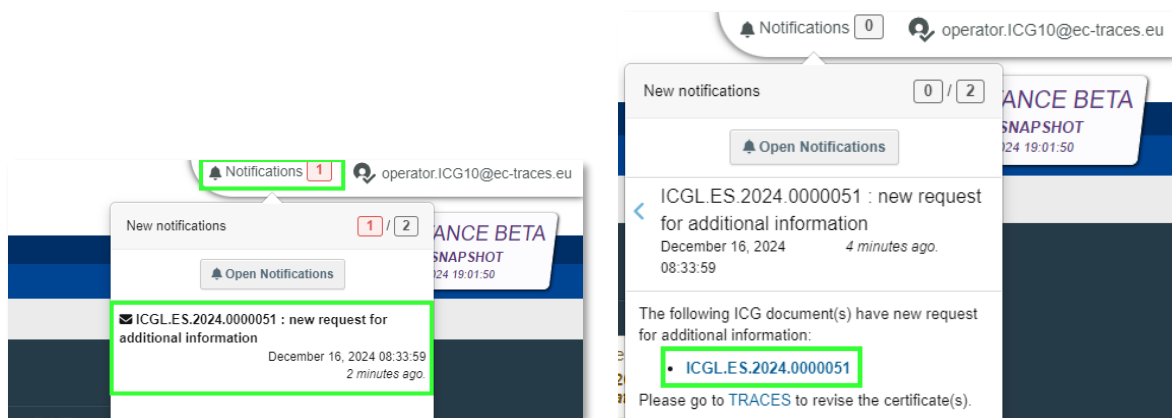 Notifications 1 operator.ICG10@ec-traces.eu
New notifications 1 / 2
ANCE BETA
SNAPSHOT
024 19:01:50
Open Notifications
ICGL.ES.2024.0000051 : new request for
additional information
December 16, 2024 08:33:59
2 minutes ago.
Notifications 0 operator.ICG10@ec-traces.eu
New notifications 0 / 2
ANCE BETA
SNAPSHOT
024 19:01:50
Open Notifications
ICGL.ES.2024.0000051 : new request
for additional information
December 16, 2024 4 minutes ago.
08:33:59
The following ICG document(s) have new request
for additional information:
• ICGL.ES.2024.0000051
Please go to TRACES to revise the certificate(s).